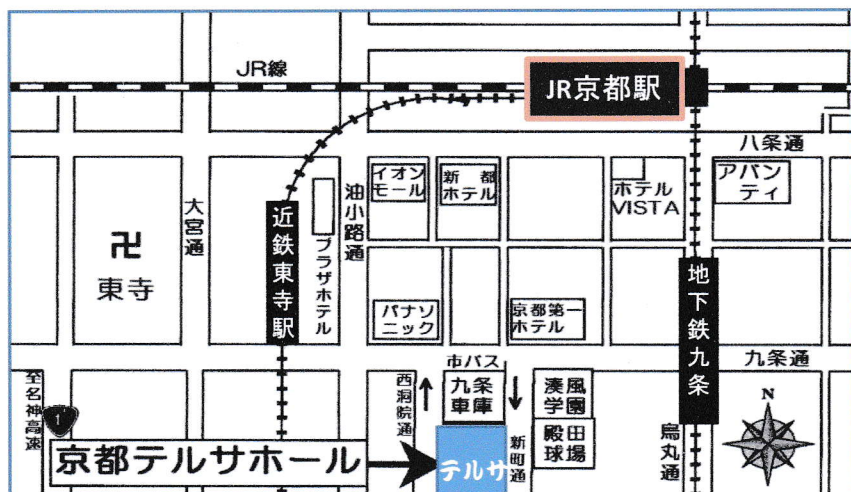 JR線
JR京都駅
八条通
イオン
モール
新都
ホテル
ホテル
VISTA
アバン
ティ
大宮通
油小路通
近鉄東寺駅
プラザホテル
卍
東寺
地下鉄九条
パナソ
ニック
京都第一
ホテル
九条通
市バス
九条
車庫
湊風
学園
殿田
球場
至名神高速
1
西洞院通
新町通
烏丸通
N
京都テルサホール
テルサ